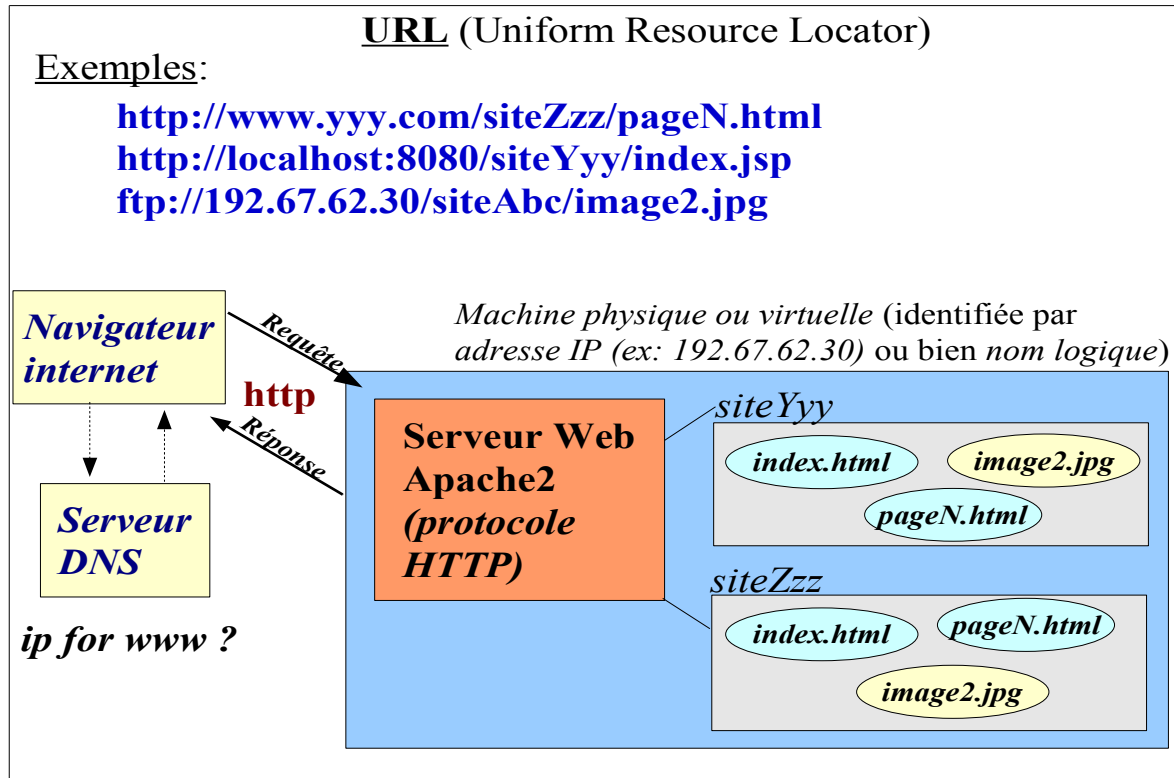 URL (Uniform Resource Locator)
Exemples:
http://www.yyy.com/siteZzz/pageN.html
http://localhost:8080/siteYyy/index.jsp
ftp://192.67.62.30/siteAbc/image2.jpg
Navigateur
internet
Requête
http
Réponse
Serveur
DNS
ip for www ?
Machine physique ou virtuelle (identifiée par
adresse IP (ex: 192.67.62.30) ou bien nom logique)
Serveur Web
Apache2
(protocole
HTTP)
siteYyy
index.html
image2.jpg
pageN.html
siteZzz
index.html
pageN.html
image2.jpg